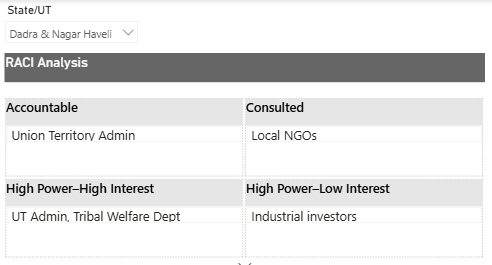 State/UT
Dadra & Nagar Haveli
RACI Analysis
Accountable
Consulted
Union Territory Admin
Local NGOs
High Power–High Interest
High Power–Low Interest
UT Admin, Tribal Welfare Dept
Industrial investors